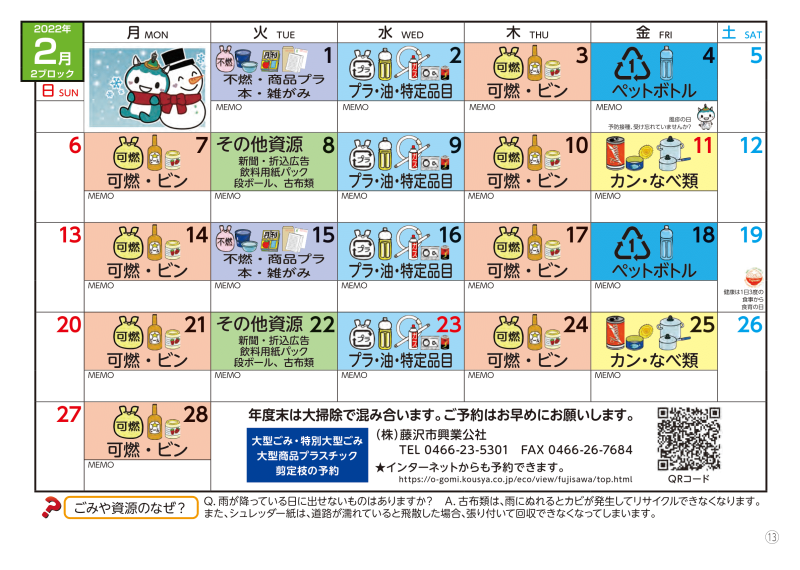 2022年
2月
2ブロック
日 SUN
月 MON
火 TUE
水 WED
木 THU
金 FRI
土 SAT
不燃
月刊
1
不燃・商品プラ
本・雑がみ
MEMO
プラ
2
プラ・油・特定品目
MEMO
可燃
3
可燃・ビン
MEMO
1
4
ペットボトル
MEMO
風疹の日
予防接種、受け忘れていませんか?
5
6
可燃
7
可燃・ビン
MEMO
その他資源 8
新聞・折込広告
飲料用紙パック
段ボール、古布類
MEMO
プラ
9
プラ・油・特定品目
MEMO
可燃
10
可燃・ビン
MEMO
11
カン・なべ類
MEMO
12
13
可燃
14
可燃・ビン
MEMO
不燃
月刊
15
不燃・商品プラ
本・雑がみ
MEMO
プラ
16
プラ・油・特定品目
MEMO
可燃
17
可燃・ビン
MEMO
1
18
ペットボトル
MEMO
19
健康は1日3度の
食事から
食育の日
20
可燃
21
可燃・ビン
MEMO
その他資源 22
新聞・折込広告
飲料用紙パック
段ボール、古布類
MEMO
プラ
23
プラ・油・特定品目
MEMO
可燃
24
可燃・ビン
MEMO
25
カン・なべ類
MEMO
26
27
可燃
28
可燃・ビン
MEMO
年度末は大掃除で混み合います。ご予約はお早めにお願いします。
大型ごみ・特別大型ごみ
大型商品プラスチック
剪定枝の予約
(株)藤沢市興業公社
TEL 0466-23-5301 FAX 0466-26-7684
★インターネットからも予約できます。
https://o-gomi.kousya.co.jp/eco/view/fujisawa/top.html
QRコード
ごみや資源のなぜ?
Q. 雨が降っている日に出せないものはありますか? A. 古布類は、雨にぬれるとカビが発生してリサイクルできなくなります。
また、シュレッダー紙は、道路が濡れていると飛散した場合、張り付いて回収できなくなってしまいます。
13